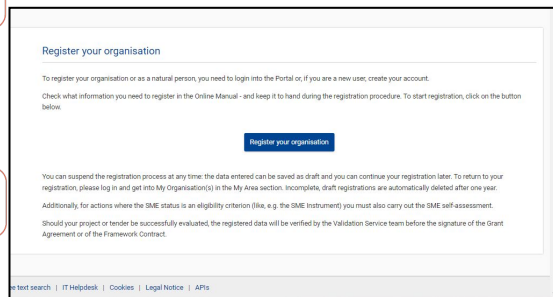 Register your organisation
To register your organisation or as a natural person, you need to login into the Portal or, if you are a new user, create your account.
Check what information you need to register in the Online Manual - and keep it to hand during the registration procedure. To start registration, click on the button
below.
Register your organisation
You can suspend the registration process at any time: the data entered can be saved as draft and you can continue your registration later. To return to your
registration, please log in and get into My Organisation(s) in the My Area section. Incomplete, draft registrations are automatically deleted after one year.
Additionally, for actions where the SME status is an eligibility criterion (like, e.g. the SME Instrument) you must also carry out the SME self-assessment.
Should your project or tender be successfully evaluated, the registered data will be verified by the Validation Service team before the signature of the Grant
Agreement or of the Framework Contract.
ee text search | IT Helpdesk | Cookies | Legal Notice | APIs